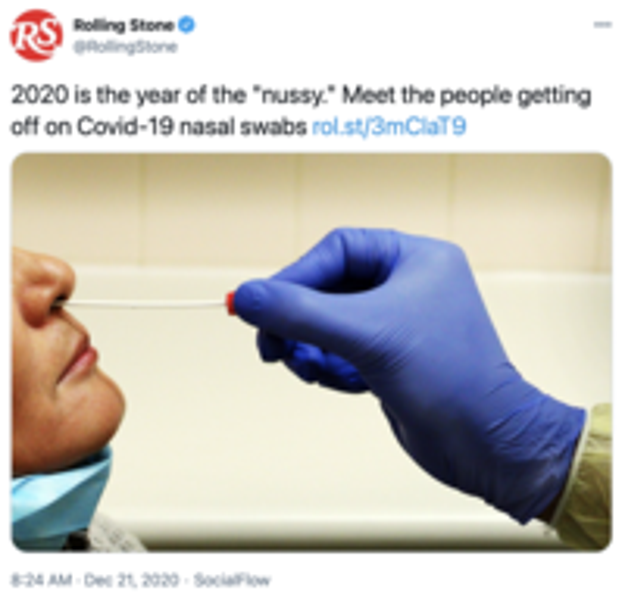 RS
Rolling Stone
@RollingStone
2020 is the year of the "nussy." Meet the people getting
off on Covid-19 nasal swabs rol.st/3mClaT9
8:24 AM · Dec 21, 2020 · SocialFlow